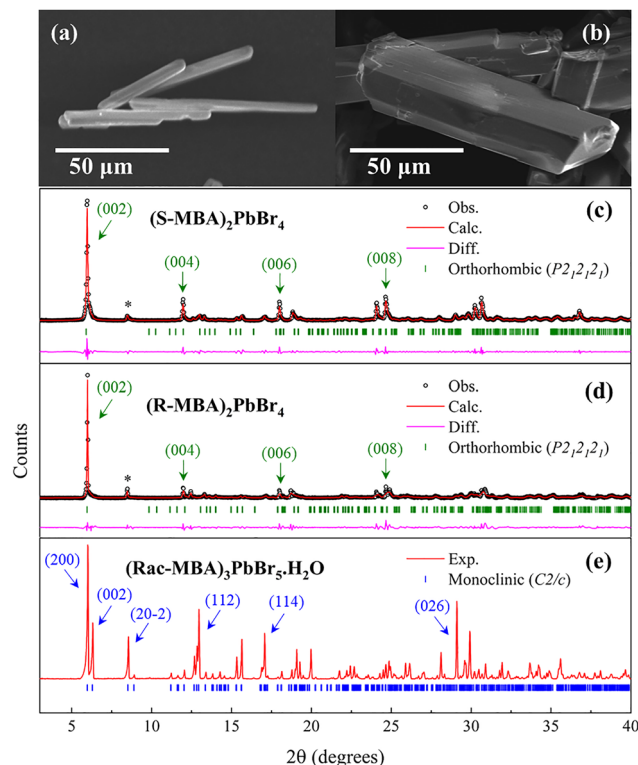 (a)
(b)
50 µm
50 µm
(c)
(S-MBA)2PbBr4
(002)
(004)
(006)
(008)
*
Obs.
Calc.
Diff.
Orthorhombic (P212121)
(d)
(R-MBA)2PbBr4
(002)
(004)
(006)
(008)
*
Obs.
Calc.
Diff.
Orthorhombic (P212121)
(e)
(Rac-MBA)3PbBr5.H2O
(200)
(002)
(20-2)
(112)
(114)
(026)
Exp.
Monoclinic (C2/c)
Counts
5 10 15 20 25 30 35 40
2θ (degrees)